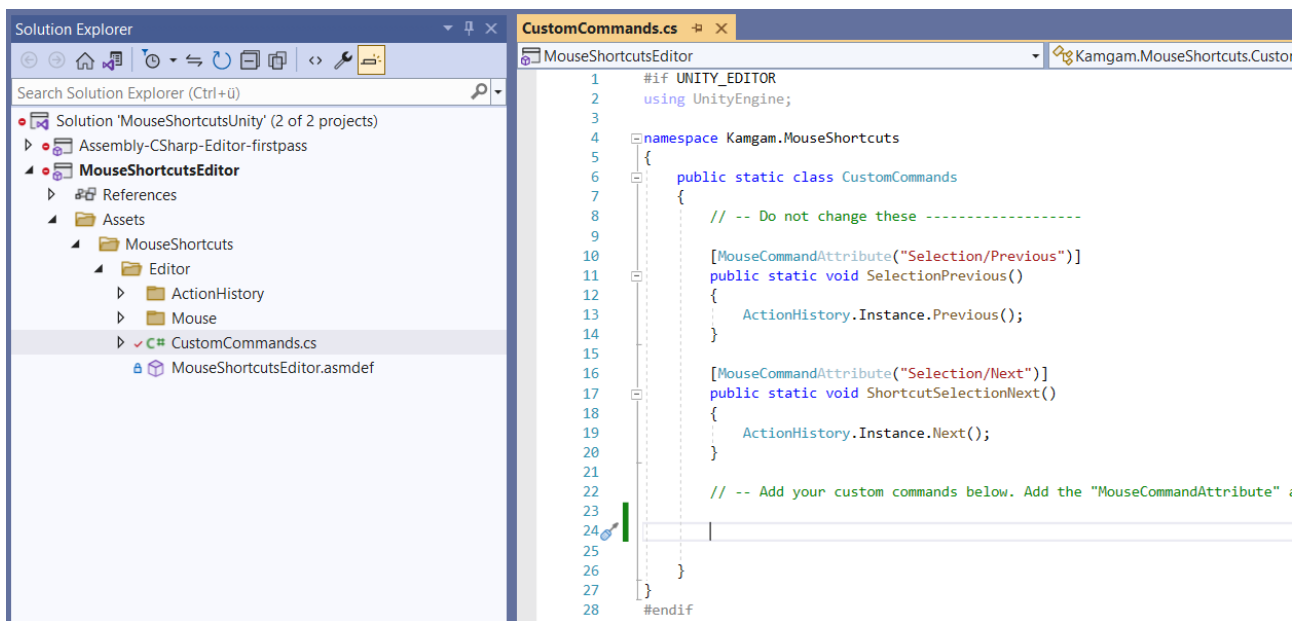 Solution Explorer
Search Solution Explorer (Ctrl+ü)
Solution 'MouseShortcutsUnity' (2 of 2 projects)
Assembly-CSharp-Editor-firstpass
MouseShortcutsEditor
References
Assets
MouseShortcuts
Editor
ActionHistory
Mouse
C# CustomCommands.cs
MouseShortcutsEditor.asmdef
CustomCommands.cs
MouseShortcutsEditor
Kamgam.MouseShortcuts.Custor
1 #if UNITY_EDITOR
2 using UnityEngine;
3
4 namespace Kamgam.MouseShortcuts
5 {
6 public static class CustomCommands
7 {
8 // -- Do not change these -------------------
9
10 [MouseCommandAttribute("Selection/Previous")]
11 public static void SelectionPrevious()
12 {
13 ActionHistory.Instance.Previous();
14 }
15
16 [MouseCommandAttribute("Selection/Next")]
17 public static void ShortcutSelectionNext()
18 {
19 ActionHistory.Instance.Next();
20 }
21
22 // -- Add your custom commands below. Add the "MouseCommandAttribute" a
23
24
25
26 }
27 }
28 #endif